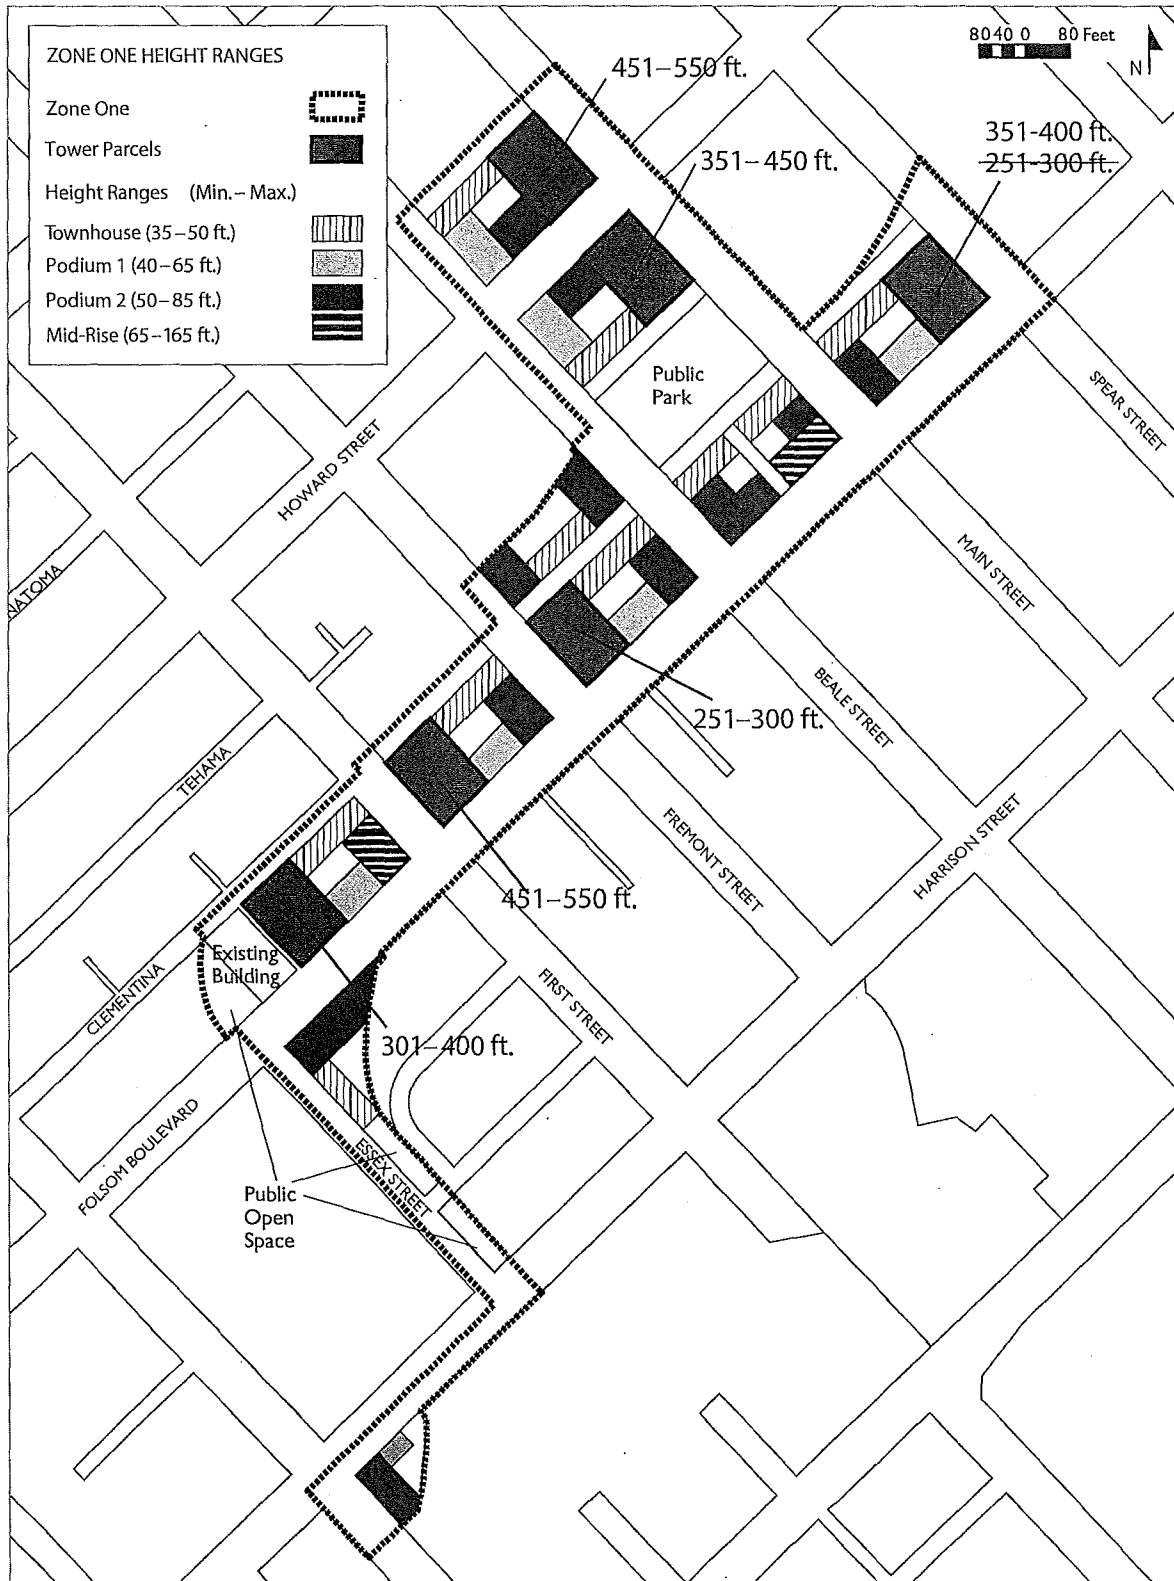 ZONE ONE HEIGHT RANGES
Zone One
Tower Parcels
Height Ranges (Min.–Max.)
Townhouse (35–50 ft.)
Podium 1 (40–65 ft.)
Podium 2 (50–85 ft.)
Mid-Rise (65–165 ft.)
80 40 0 80 Feet
N
451–550 ft.
351–450 ft.
351-400 ft.
251-300 ft.
Public
Park
SPEAR STREET
HOWARD STREET
MAIN STREET
NATOMA
BEALE STREET
251–300 ft.
TEHAMA
FREMONT STREET
HARRISON STREET
451–550 ft.
Existing
Building
CLEMENTINA
FIRST STREET
301–400 ft.
FOLSOM BOULEVARD
ESSEX STREET
Public
Open
Space